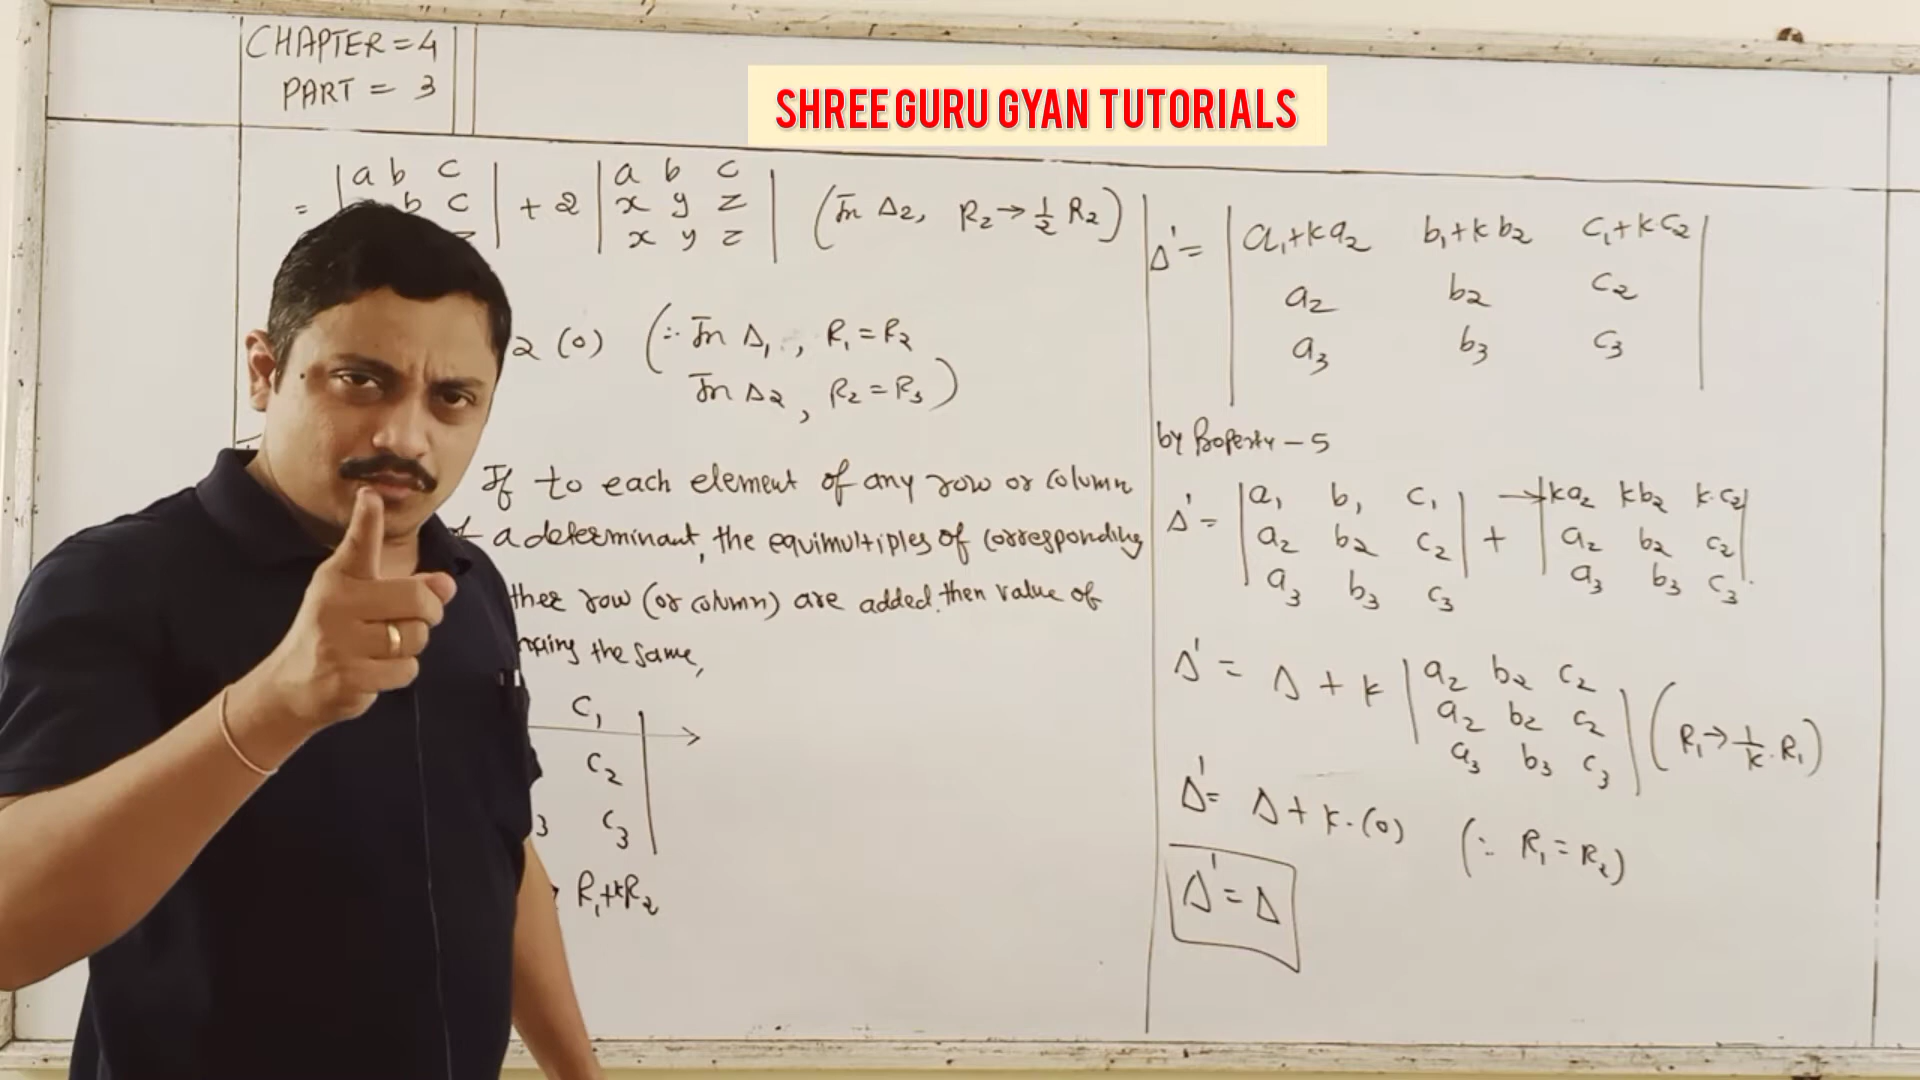 CHAPTER = 4
PART = 3
SHREE GURU GYAN TUTORIALS
= | a b c | + 2 | a b c | (In Δ2, R2 → 1/2 R2)
b c x y z
z x y z
2 (0) (∵ In Δ1, R1 = R2
In Δ2, R2 = R3)
If to each element of any row or column
of a determinant, the equimultiples of corresponding
ther row (or column) are added, then value of
the same,
C1
C2
3 C3
R1+kR2
Δ' = | a1+ka2 b1+kb2 c1+kc2 |
a2 b2 c2
a3 b3 c3
by Property - 5
Δ' = | a1 b1 c1 | + → | ka2 kb2 k.c2 |
a2 b2 c2 a2 b2 c2
a3 b3 c3 a3 b3 c3
Δ' = Δ + k | a2 b2 c2 | (R1 → 1/k . R1)
a2 b2 c2
a3 b3 c3
Δ' = Δ + k.(0) (∵ R1 = R2)
Δ' = Δ